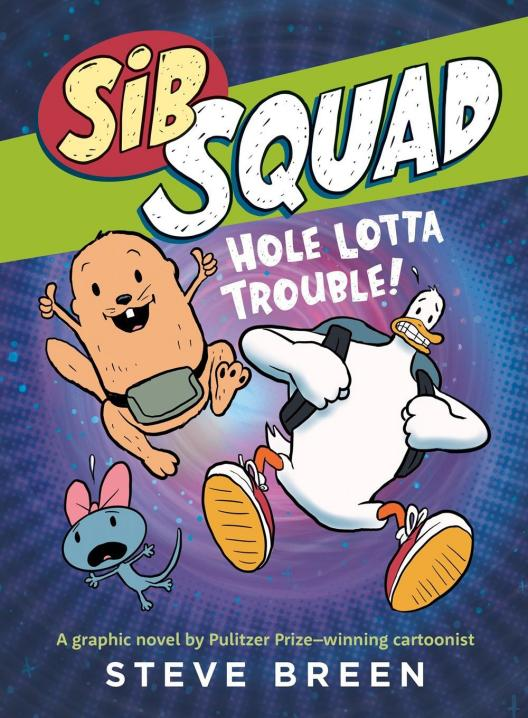 SiB
SQUAD
HOLE LOTTA
TROUBLE!
A graphic novel by Pulitzer Prize–winning cartoonist
STEVE BREEN